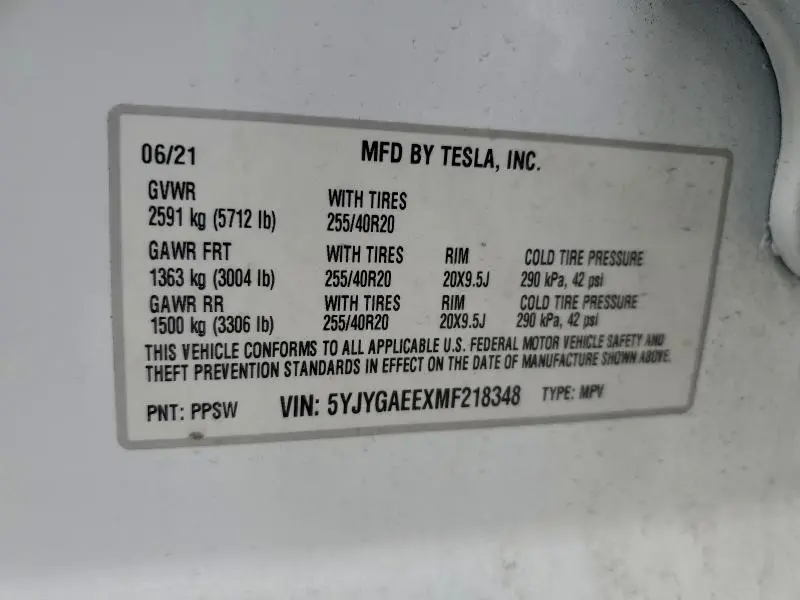 06/21 MFD BY TESLA, INC.
GVWR WITH TIRES
2591 kg (5712 lb) 255/40R20
GAWR FRT WITH TIRES RIM COLD TIRE PRESSURE
1363 kg (3004 lb) 255/40R20 20X9.5J 290 kPa, 42 psi
GAWR RR WITH TIRES RIM COLD TIRE PRESSURE
1500 kg (3306 lb) 255/40R20 20X9.5J 290 kPa, 42 psi
THIS VEHICLE CONFORMS TO ALL APPLICABLE U.S. FEDERAL MOTOR VEHICLE SAFETY AND
THEFT PREVENTION STANDARDS IN EFFECT ON THE DATE OF MANUFACTURE SHOWN ABOVE.
PNT: PPSW VIN: 5YJYGAEEXMF218348 TYPE: MPV